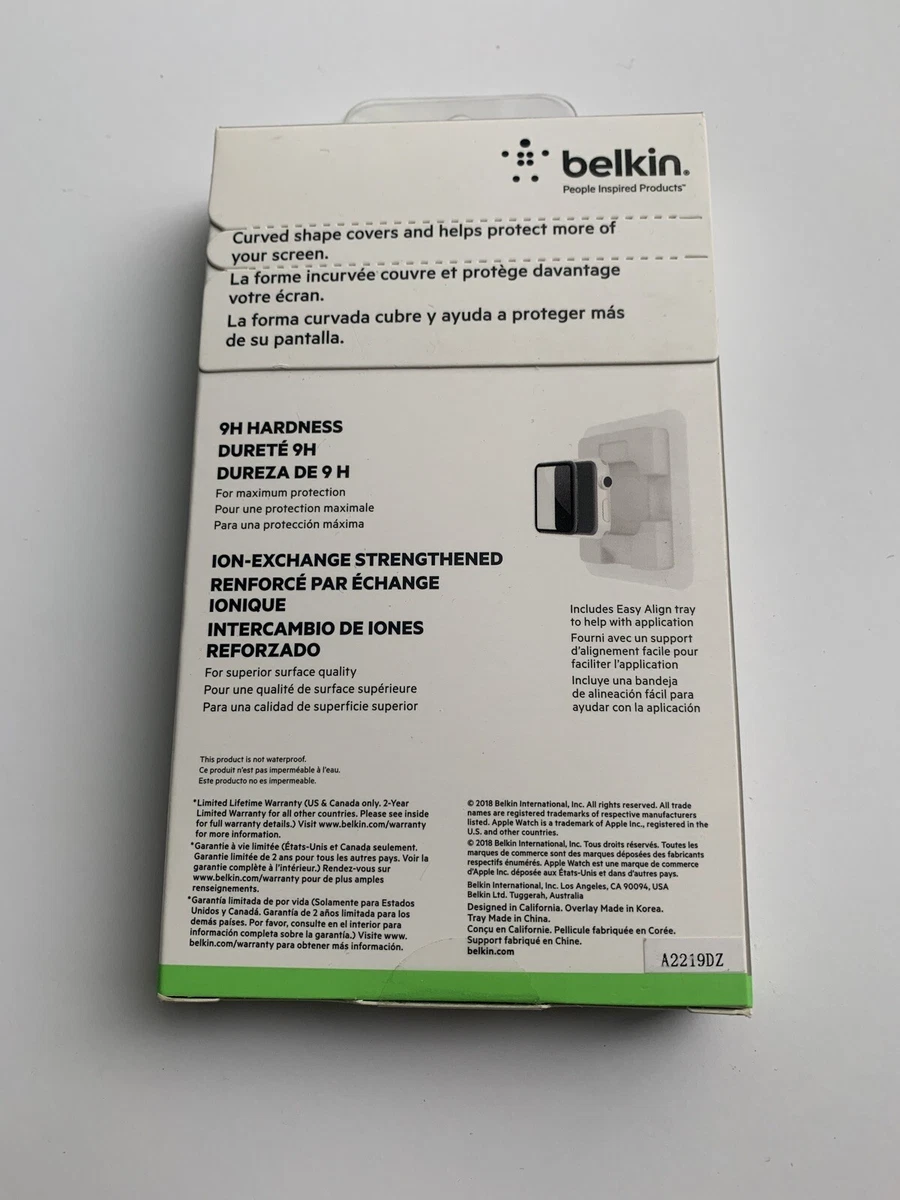 belkin®
People Inspired Products™
Curved shape covers and helps protect more of
your screen.
La forme incurvée couvre et protège davantage
votre écran.
La forma curvada cubre y ayuda a proteger más
de su pantalla.
9H HARDNESS
DURETÉ 9H
DUREZA DE 9 H
For maximum protection
Pour une protection maximale
Para una protección máxima
ION-EXCHANGE STRENGTHENED
RENFORCÉ PAR ÉCHANGE
IONIQUE
INTERCAMBIO DE IONES
REFORZADO
For superior surface quality
Pour une qualité de surface supérieure
Para una calidad de superficie superior
Includes Easy Align tray
to help with application
Fourni avec un support
d'alignement facile pour
faciliter l'application
Incluye una bandeja
de alineación fácil para
ayudar con la aplicación
This product is not waterproof.
Ce produit n'est pas imperméable à l'eau.
Este producto no es impermeable.
*Limited Lifetime Warranty (US & Canada only. 2-Year
Limited Warranty for all other countries. Please see inside
for full warranty details.) Visit www.belkin.com/warranty
for more information.
*Garantie à vie limitée (États-Unis et Canada seulement.
Garantie limitée de 2 ans pour tous les autres pays. Voir la
garantie complète à l'intérieur.) Rendez-vous sur
www.belkin.com/warranty pour de plus amples
renseignements.
*Garantía limitada de por vida (Solamente para Estados
Unidos y Canadá. Garantía de 2 años limitada para los
demás países. Por favor, consulte en el interior para
información completa sobre la garantía.) Visite www.
belkin.com/warranty para obtener más información.
© 2018 Belkin International, Inc. All rights reserved. All trade
names are registered trademarks of respective manufacturers
listed. Apple Watch is a trademark of Apple Inc., registered in the
U.S. and other countries.
© 2018 Belkin International, Inc. Tous droits réservés. Toutes les
marques de commerce sont des marques déposées des fabricants
respectifs énumérés. Apple Watch est une marque de commerce
d'Apple Inc. déposée aux États-Unis et dans d'autres pays.
Belkin International, Inc. Los Angeles, CA 90094, USA
Belkin Ltd. Tuggerah, Australia
Designed in California. Overlay Made in Korea.
Tray Made in China.
Conçu en Californie. Pellicule fabriquée en Corée.
Support fabriqué en Chine.
belkin.com
A2219DZ